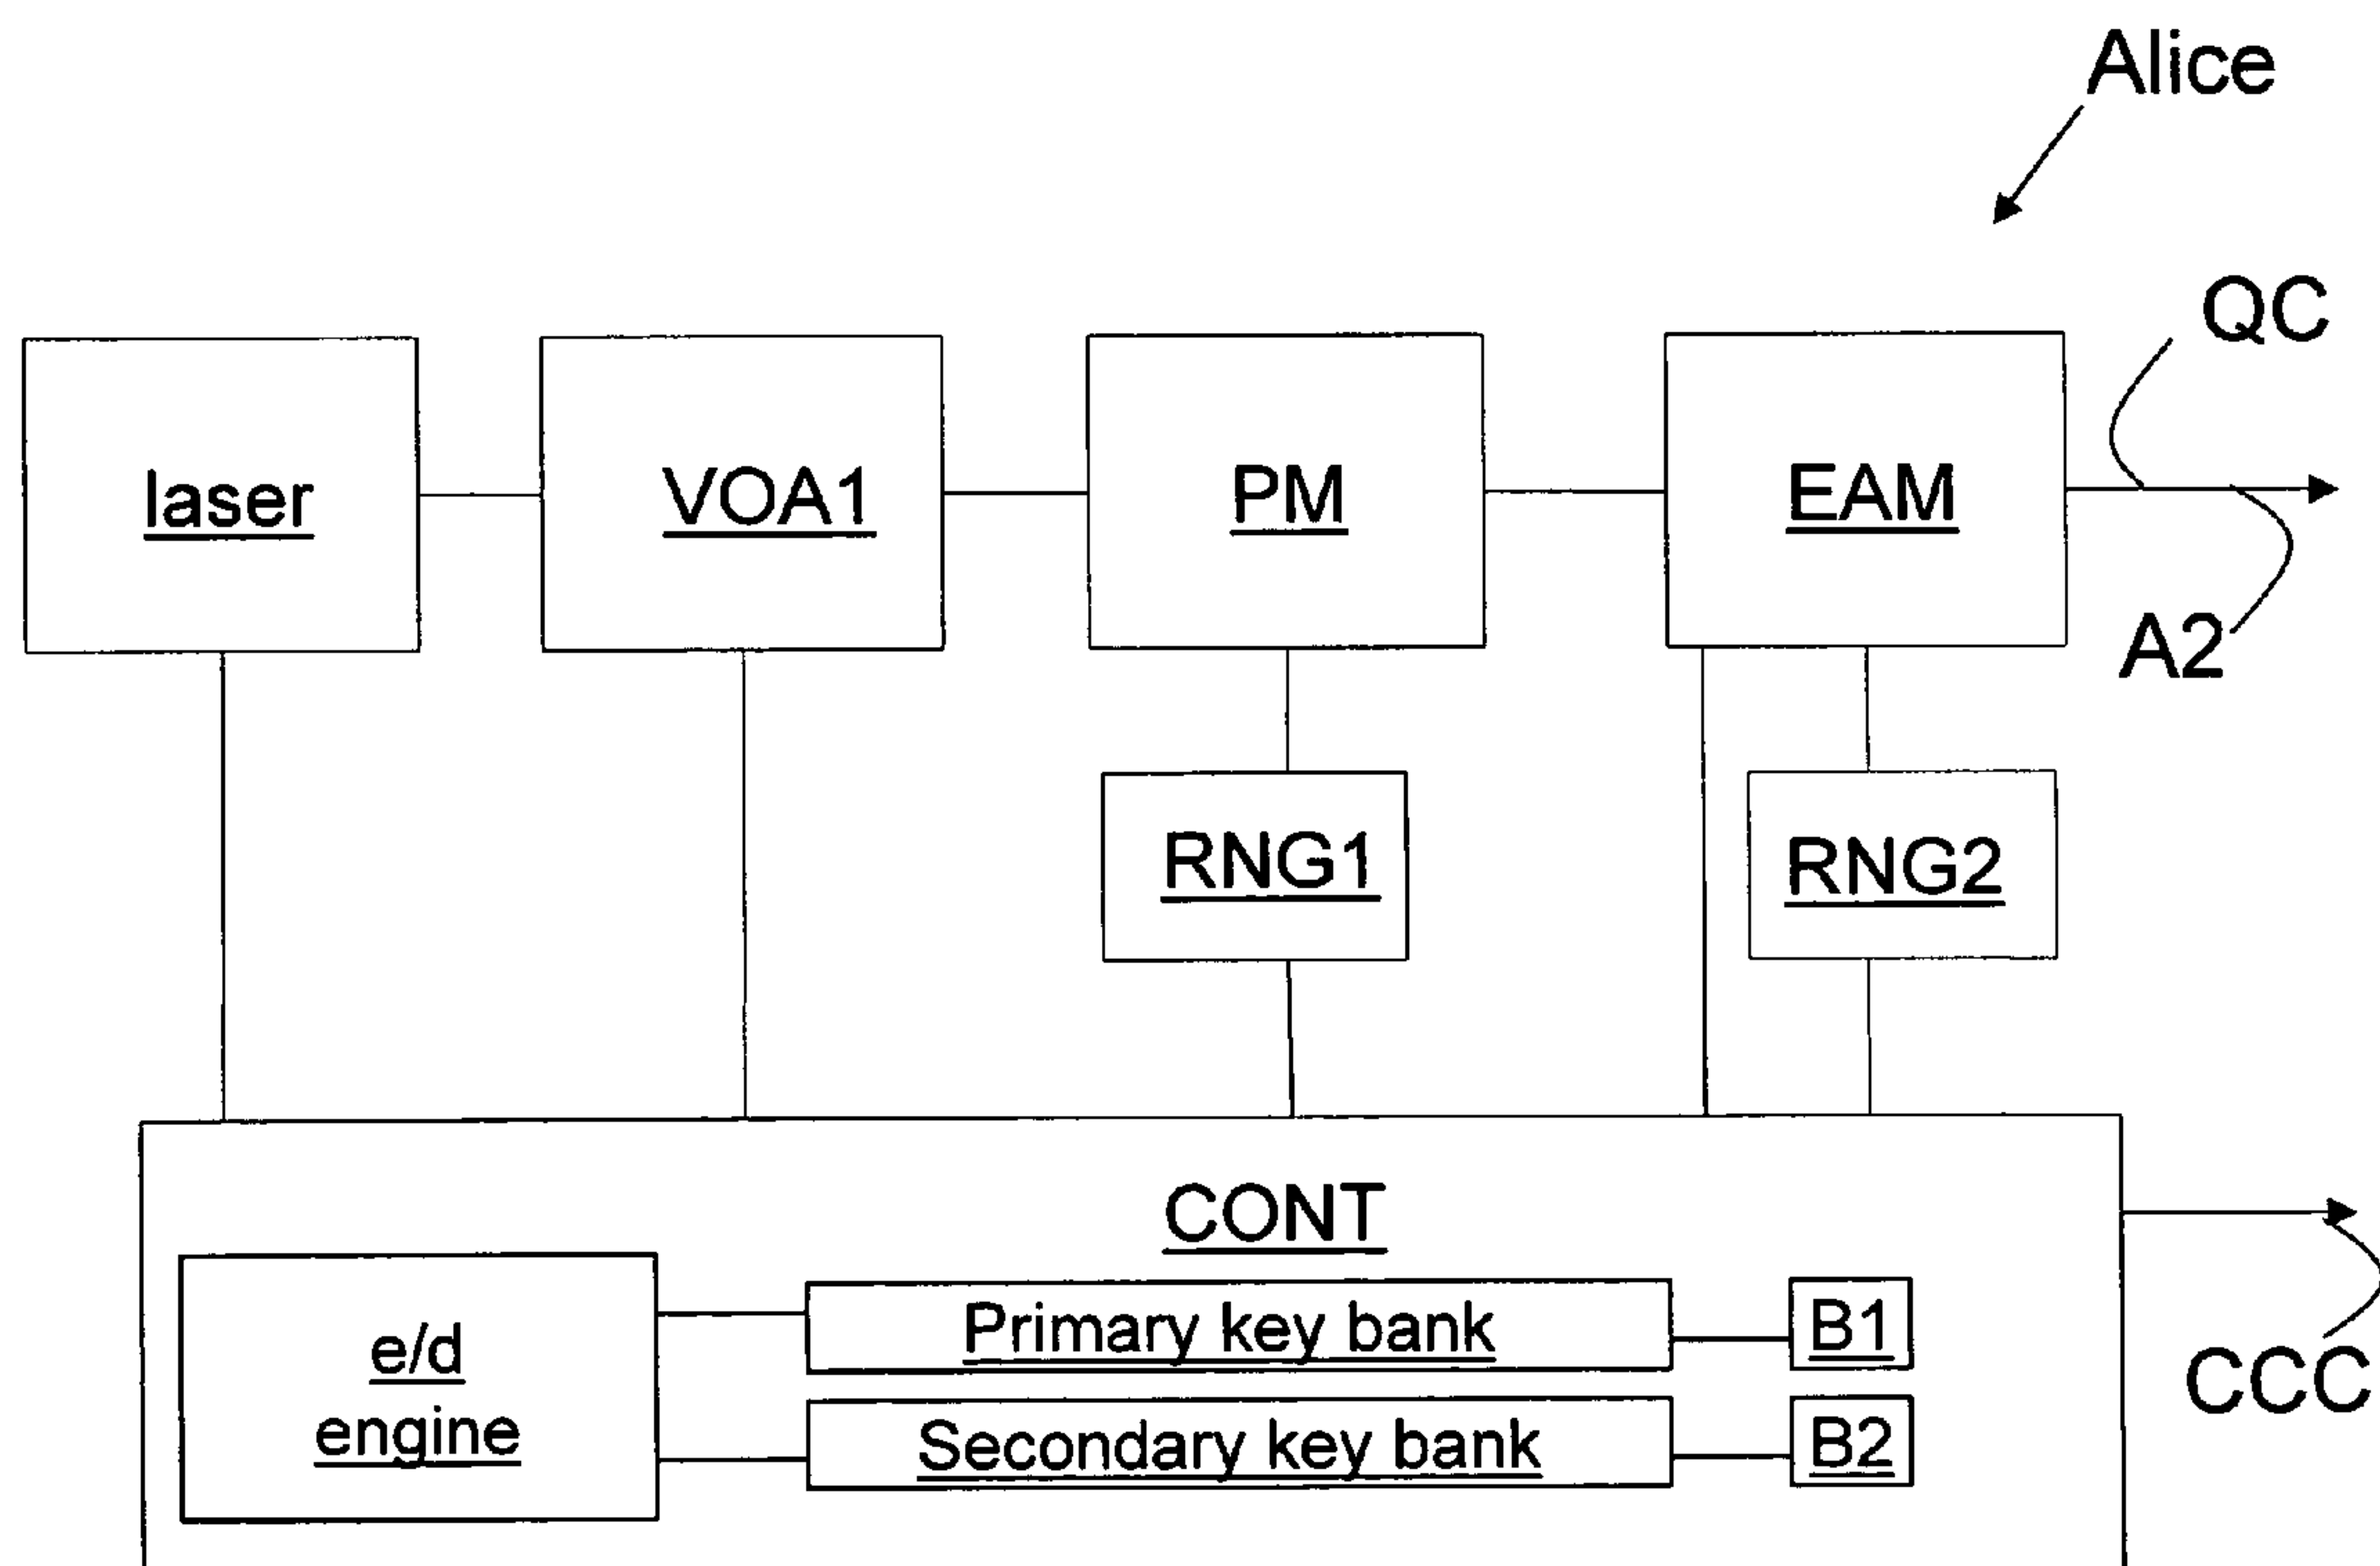 Alice
QC
laser
VOA1
PM
EAM
A2
RNG1
RNG2
CONT
e/d
engine
Primary key bank
B1
Secondary key bank
B2
CCC